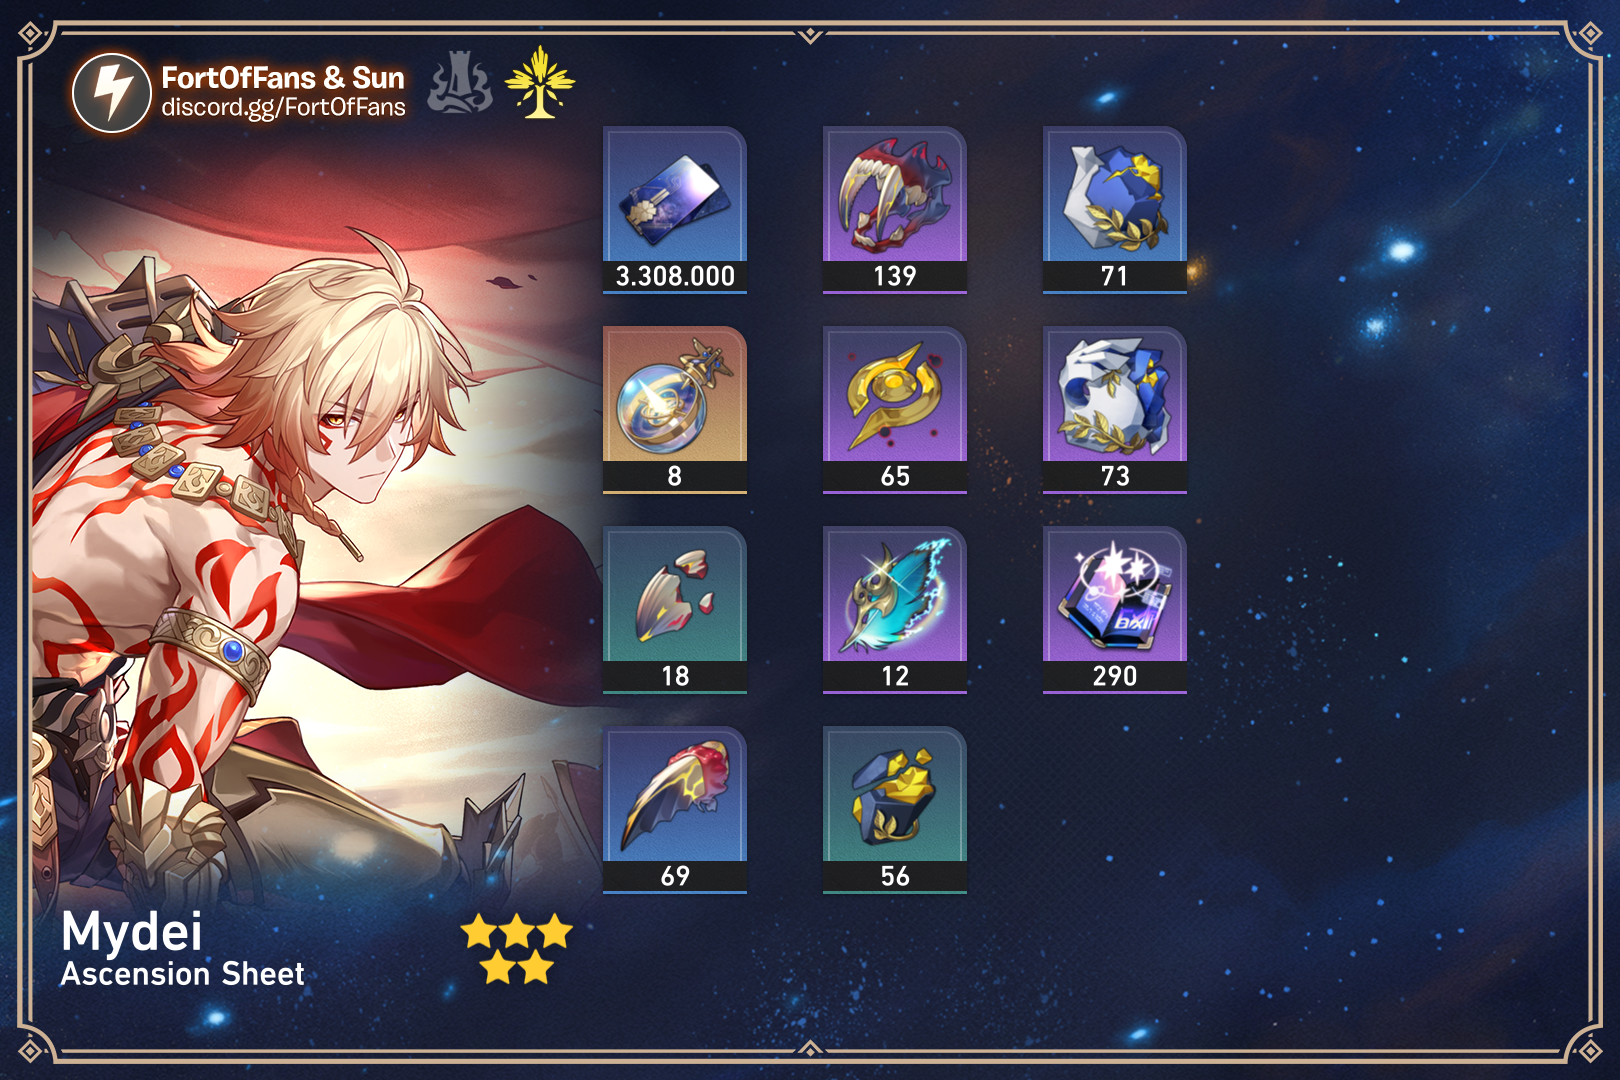 FortOfFans & Sun
discord.gg/FortOfFans
3.308.000
139
71
8
65
73
18
12
290
69
56
Mydei
Ascension Sheet